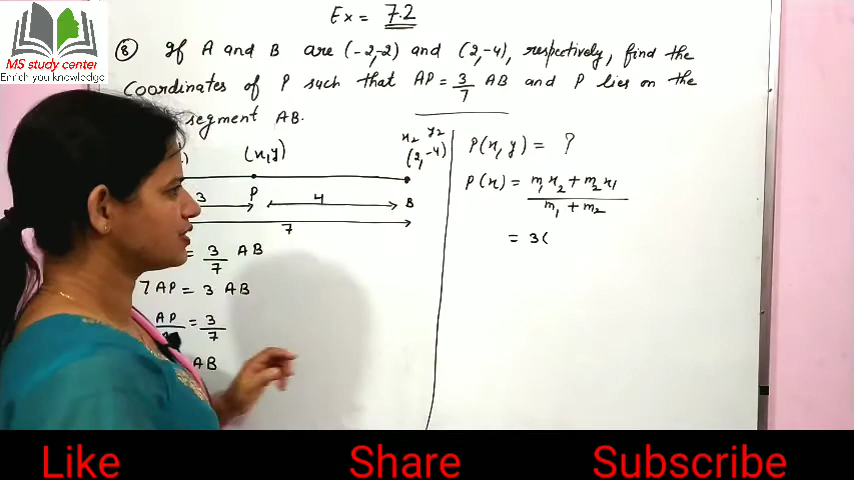 Ex = 7.2
MS study center
Enrich you knowledge
⑧ If A and B are (-2,-2) and (2,-4), respectively, find the
coordinates of P such that AP = 3/7 AB and P lies on the
segment AB.
(x,y)
x₂ y₂
(2,-4)
3 P 4 B
7
= 3/7 AB
7 AP = 3 AB
AP = 3/7
AB
P(x, y) = ?
P(x) = m₁x₂ + m₂x₁ / m₁ + m₂
= 3(
Like Share Subscribe